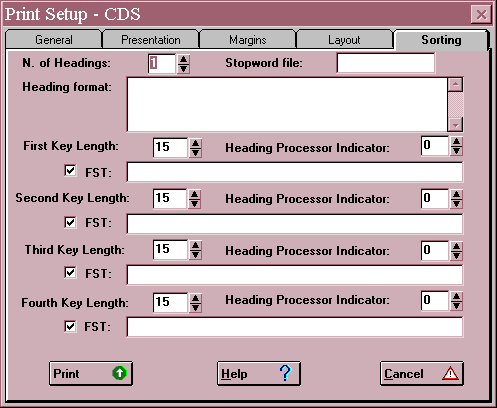 Print Setup - CDS
General Presentation Margins Layout Sorting
N. of Headings: 1 Stopword file:
Heading format:
First Key Length: 15 Heading Processor Indicator: 0
FST:
Second Key Length: 15 Heading Processor Indicator: 0
FST:
Third Key Length: 15 Heading Processor Indicator: 0
FST:
Fourth Key Length: 15 Heading Processor Indicator: 0
FST:
Print Help ? Cancel